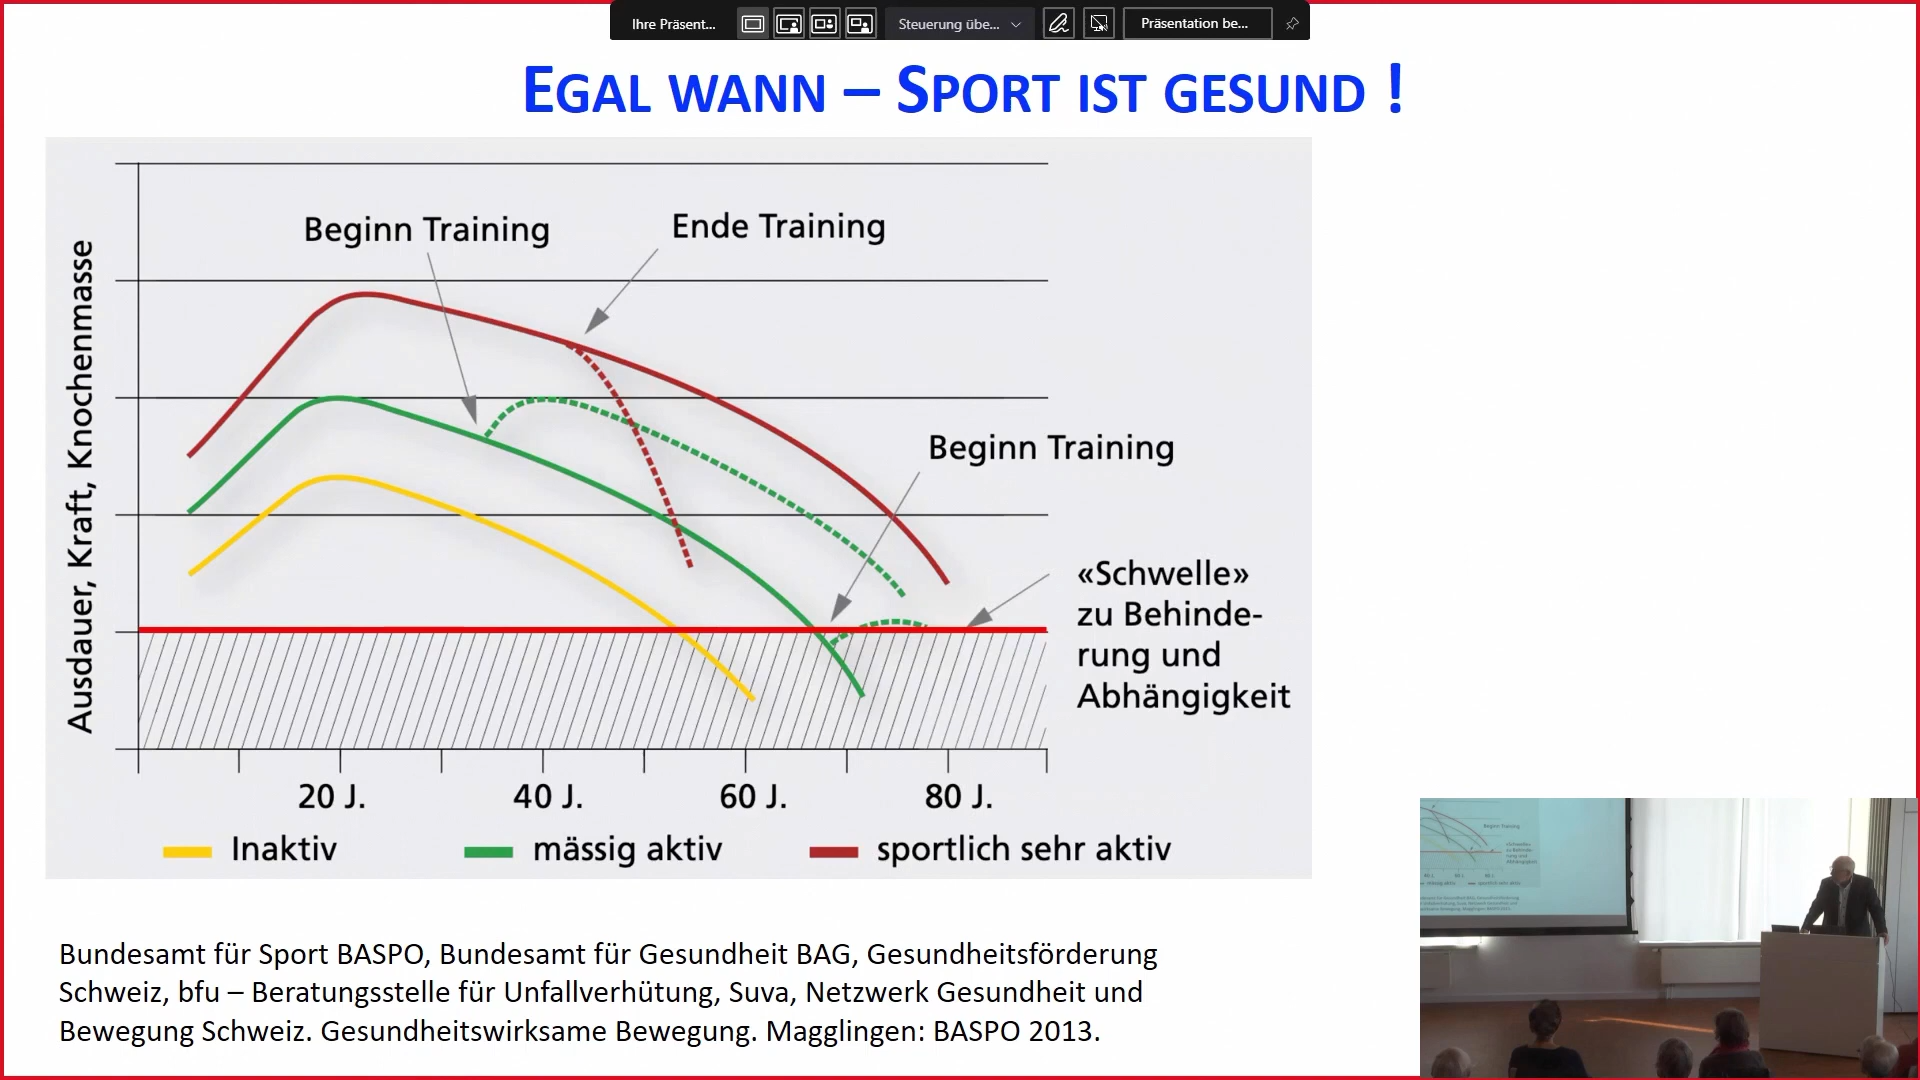 Ihre Präsent...
Steuerung übe...
Präsentation be...
EGAL WANN – SPORT IST GESUND !
Beginn Training
Ende Training
Ausdauer, Kraft, Knochenmasse
Beginn Training
«Schwelle»
zu Behinde-
rung und
Abhängigkeit
20 J.
40 J.
60 J.
80 J.
Inaktiv
mässig aktiv
sportlich sehr aktiv
Bundesamt für Sport BASPO, Bundesamt für Gesundheit BAG, Gesundheitsförderung
Schweiz, bfu – Beratungsstelle für Unfallverhütung, Suva, Netzwerk Gesundheit und
Bewegung Schweiz. Gesundheitswirksame Bewegung. Magglingen: BASPO 2013.